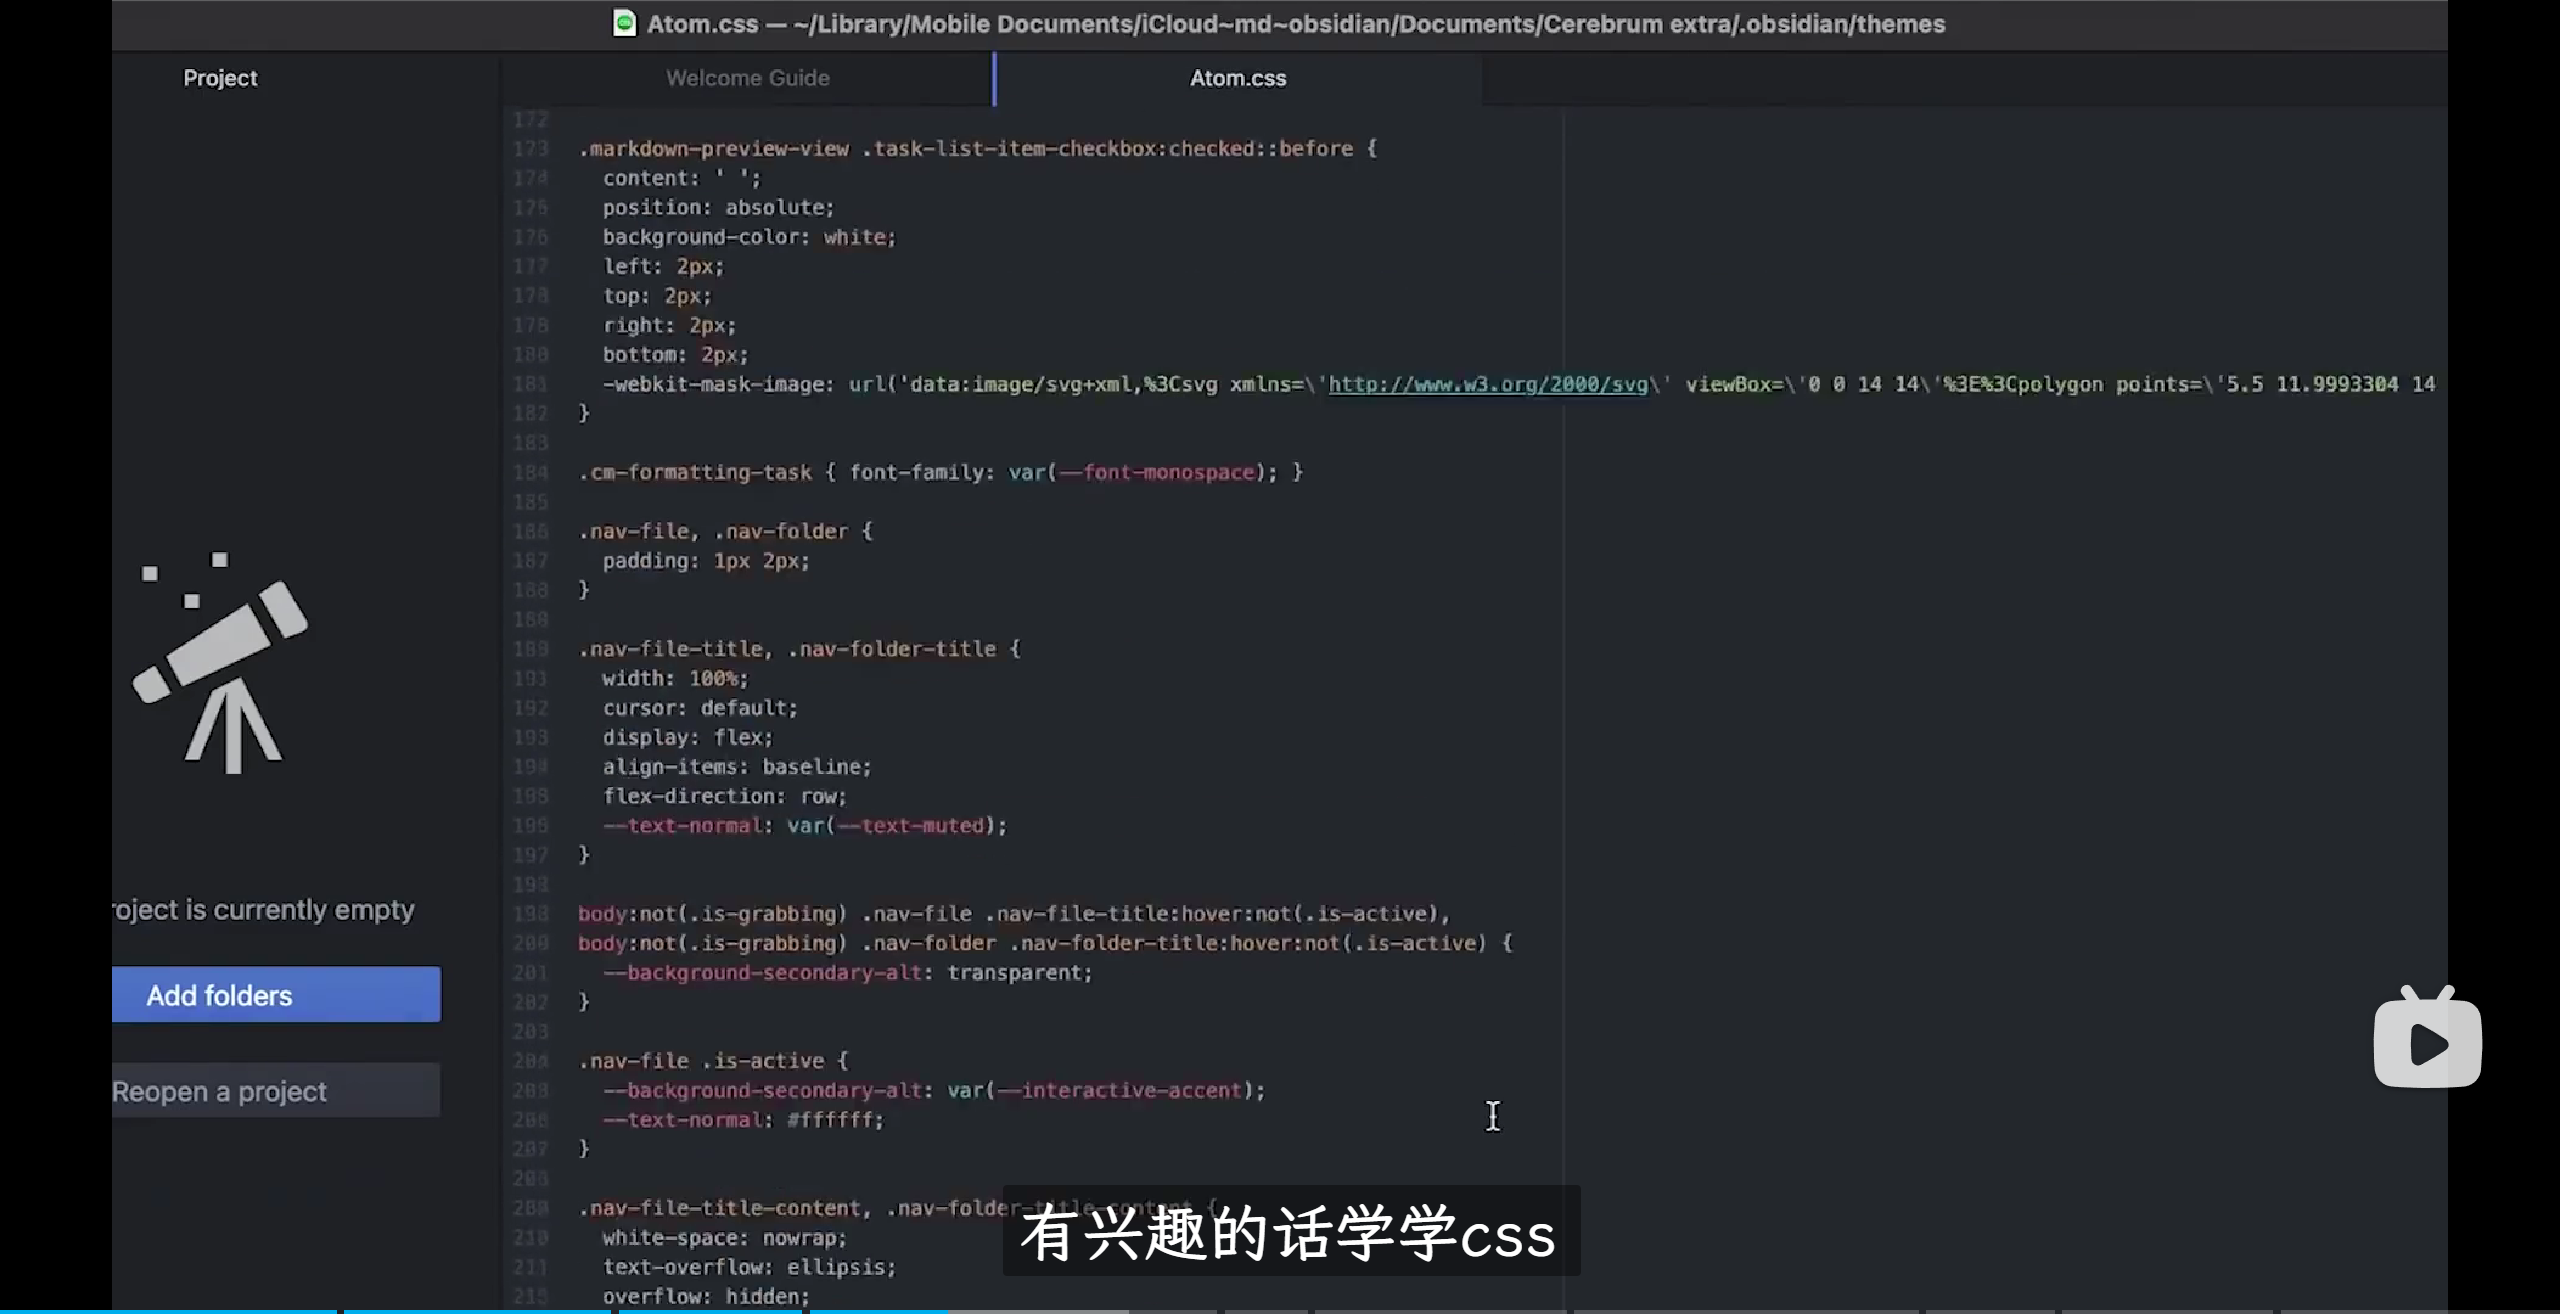 Atom.css — ~/Library/Mobile Documents/iCloud~md~obsidian/Documents/Cerebrum extra/.obsidian/themes
Project
Welcome Guide
Atom.css
172
173 .markdown-preview-view .task-list-item-checkbox:checked::before {
174 content: ' ';
175 position: absolute;
176 background-color: white;
177 left: 2px;
178 top: 2px;
179 right: 2px;
180 bottom: 2px;
181 -webkit-mask-image: url('data:image/svg+xml,%3Csvg xmlns=\'http://www.w3.org/2000/svg\' viewBox=\'0 0 14 14\'%3E%3Cpolygon points=\'5.5 11.9993304 14
182 }
183
184 .cm-formatting-task { font-family: var(--font-monospace); }
185
186 .nav-file, .nav-folder {
187 padding: 1px 2px;
188 }
189
190 .nav-file-title, .nav-folder-title {
191 width: 100%;
192 cursor: default;
193 display: flex;
194 align-items: baseline;
195 flex-direction: row;
196 --text-normal: var(--text-muted);
197 }
198
199 body:not(.is-grabbing) .nav-file .nav-file-title:hover:not(.is-active),
200 body:not(.is-grabbing) .nav-folder .nav-folder-title:hover:not(.is-active) {
201 --background-secondary-alt: transparent;
202 }
203
204 .nav-file .is-active {
205 --background-secondary-alt: var(--interactive-accent);
206 --text-normal: #ffffff;
207 }
208
209 .nav-file-title-content, .nav-folder-title-content {
210 white-space: nowrap;
211 text-overflow: ellipsis;
212 overflow: hidden;
roject is currently empty
Add folders
Reopen a project
有兴趣的话学学css